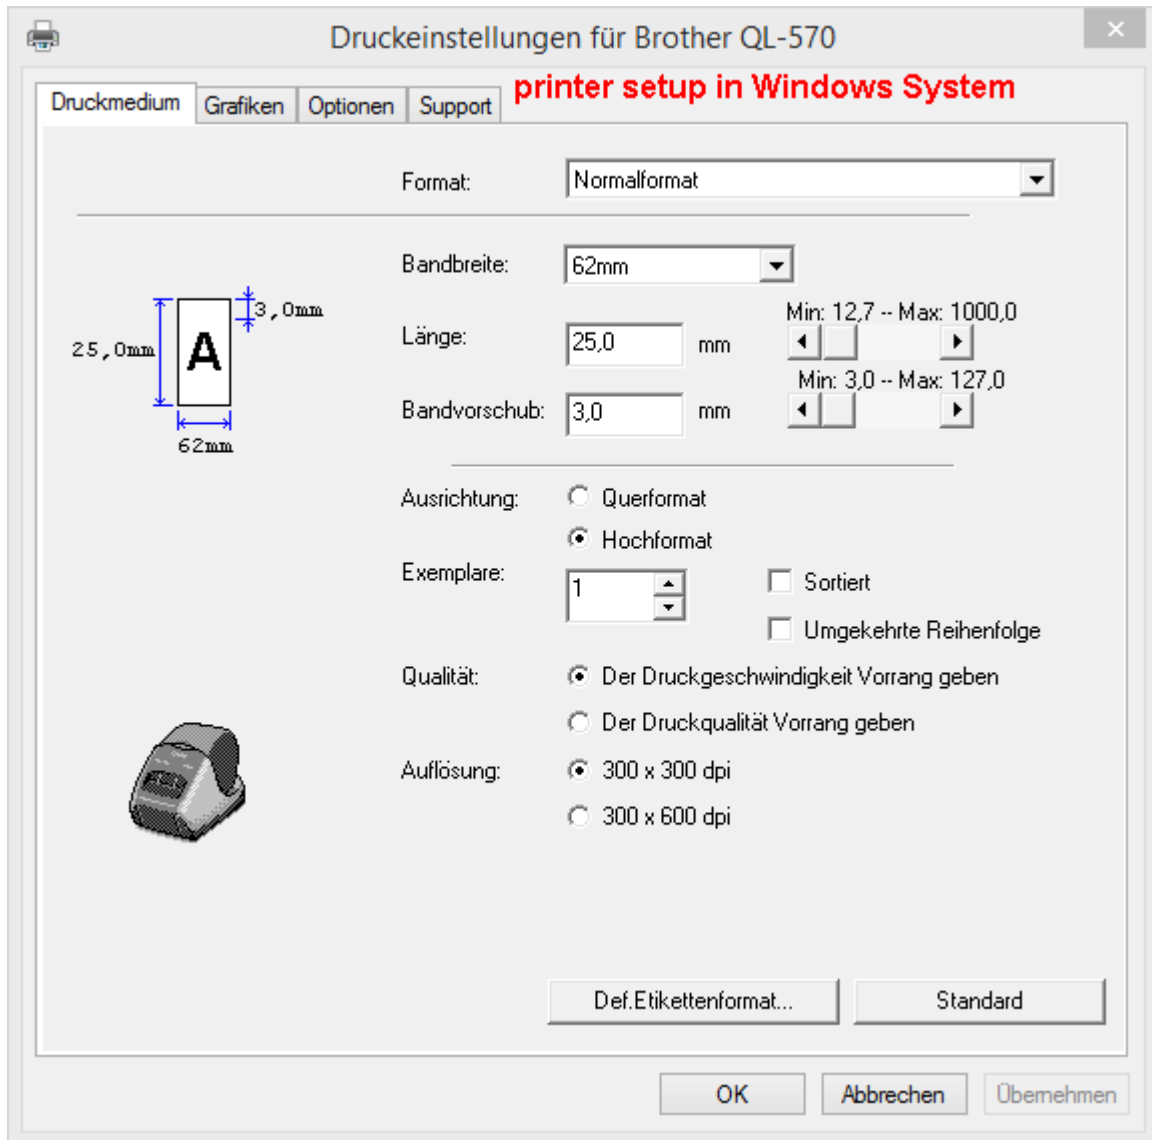 Druckeinstellungen für Brother QL-570
Druckmedium Grafiken Optionen Support
printer setup in Windows System
Format: Normalformat
Bandbreite: 62mm
Länge: 25,0 mm Min: 12,7 -- Max: 1000,0
Bandvorschub: 3,0 mm Min: 3,0 -- Max: 127,0
25,0mm A 3,0mm
62mm
Ausrichtung: Querformat
Hochformat
Exemplare: 1 Sortiert
Umgekehrte Reihenfolge
Qualität: Der Druckgeschwindigkeit Vorrang geben
Der Druckqualität Vorrang geben
Auflösung: 300 x 300 dpi
300 x 600 dpi
Def.Etikettenformat... Standard
OK Abbrechen Übernehmen